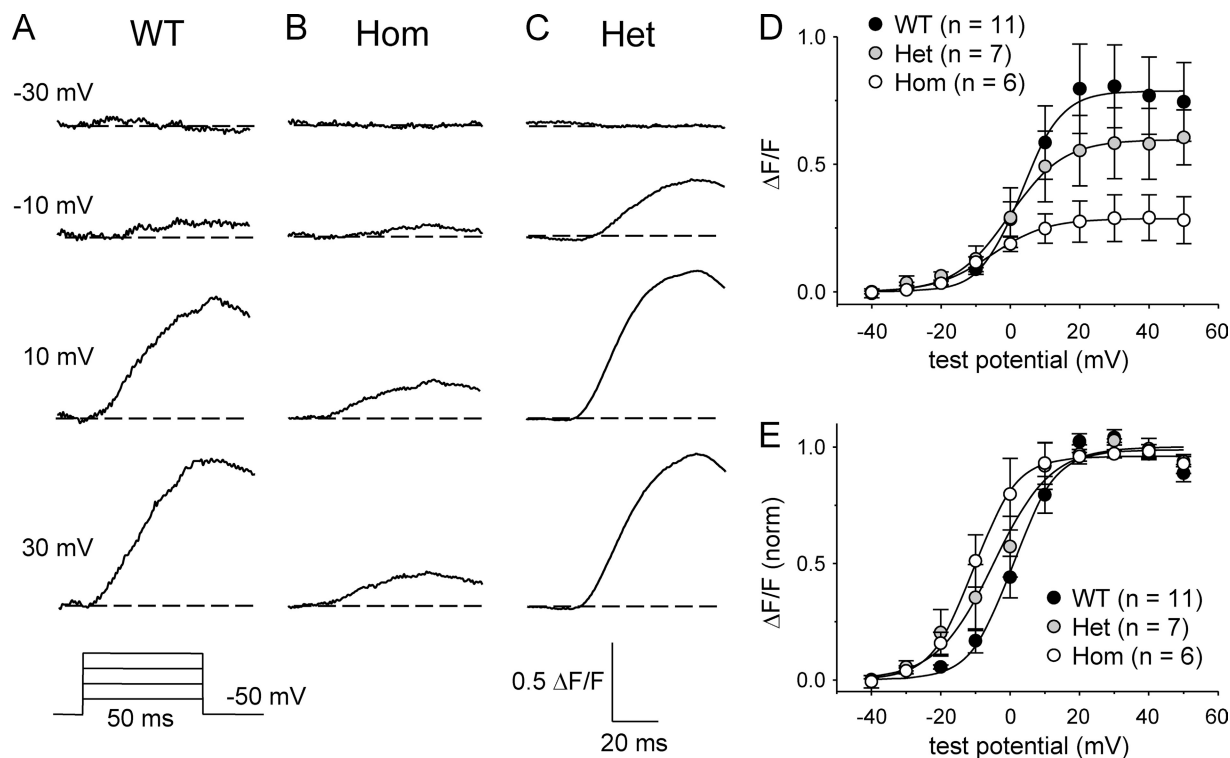 A
WT
B
Hom
C
Het
-30 mV
-10 mV
10 mV
30 mV
-50 mV
50 ms
0.5 ΔF/F
20 ms
D
WT (n = 11)
Het (n = 7)
Hom (n = 6)
1.0
0.5
0.0
ΔF/F
-40 -20 0 20 40 60
test potential (mV)
E
1.0
0.5
0.0
ΔF/F (norm)
WT (n = 11)
Het (n = 7)
Hom (n = 6)
-40 -20 0 20 40 60
test potential (mV)